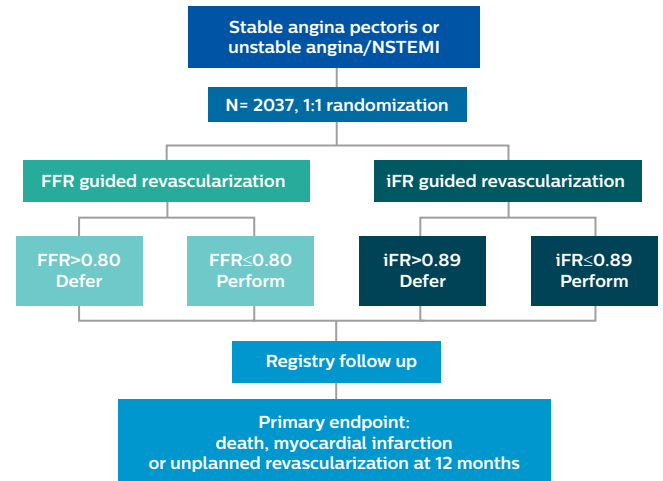 Stable angina pectoris or
unstable angina/NSTEMI
N= 2037, 1:1 randomization
FFR guided revascularization
iFR guided revascularization
FFR>0.80
Defer
FFR≤0.80
Perform
iFR>0.89
Defer
iFR≤0.89
Perform
Registry follow up
Primary endpoint:
death, myocardial infarction
or unplanned revascularization at 12 months